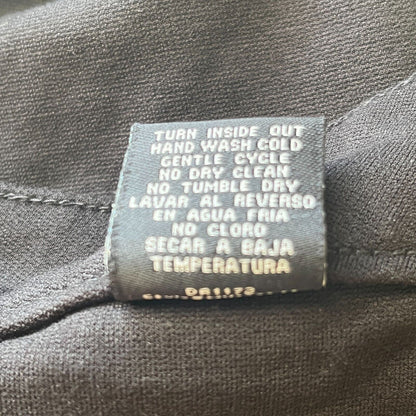 TURN INSIDE OUT
HAND WASH COLD
GENTLE CYCLE
NO DRY CLEAN
NO TUMBLE DRY
LAVAR AL REVERSO
EN AGUA FRIA
NO CLORO
SECAR A BAJA
TEMPERATURA